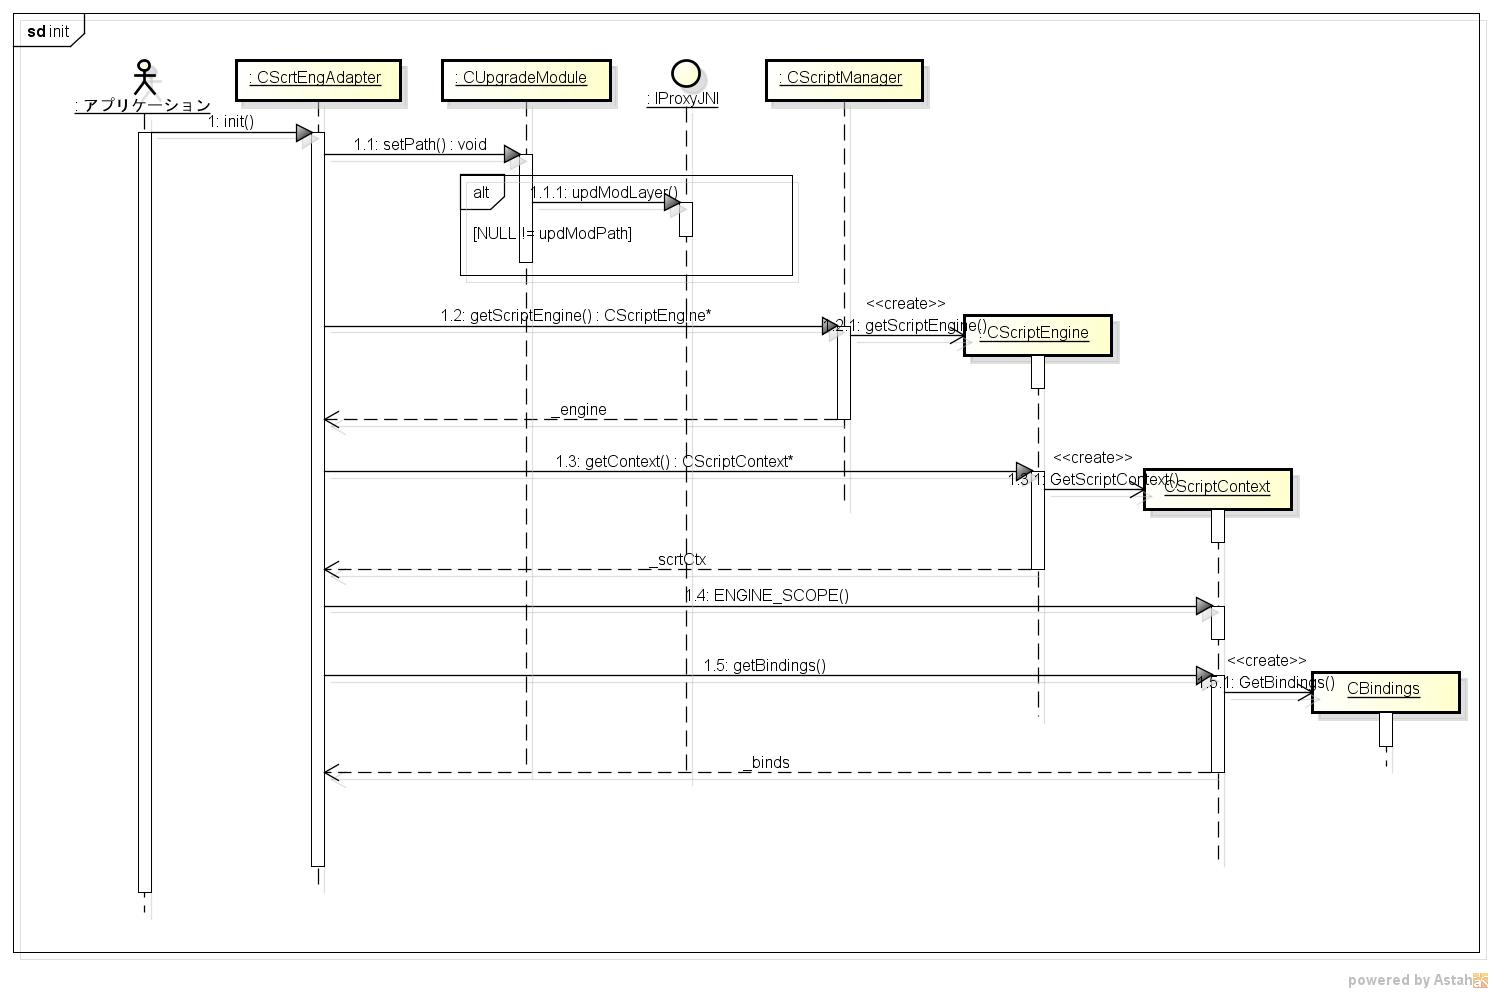 sd init
: アプリケーション
: CScrtEngAdapter
: CUpgradeModule
: IProxyJNI
: CScriptManager
1: init()
1.1: setPath() : void
alt
1.1.1: updModLayer()
[NULL != updModPath]
<<create>>
1.2: getScriptEngine() : CScriptEngine*
1.2.1: getScriptEngine()
: CScriptEngine
_engine
<<create>>
1.3: getContext() : CScriptContext*
1.3.1: GetScriptContext()
CScriptContext
_scrtCtx
1.4: ENGINE_SCOPE()
<<create>>
1.5: getBindings()
1.5.1: GetBindings()
CBindings
_binds
powered by Astah